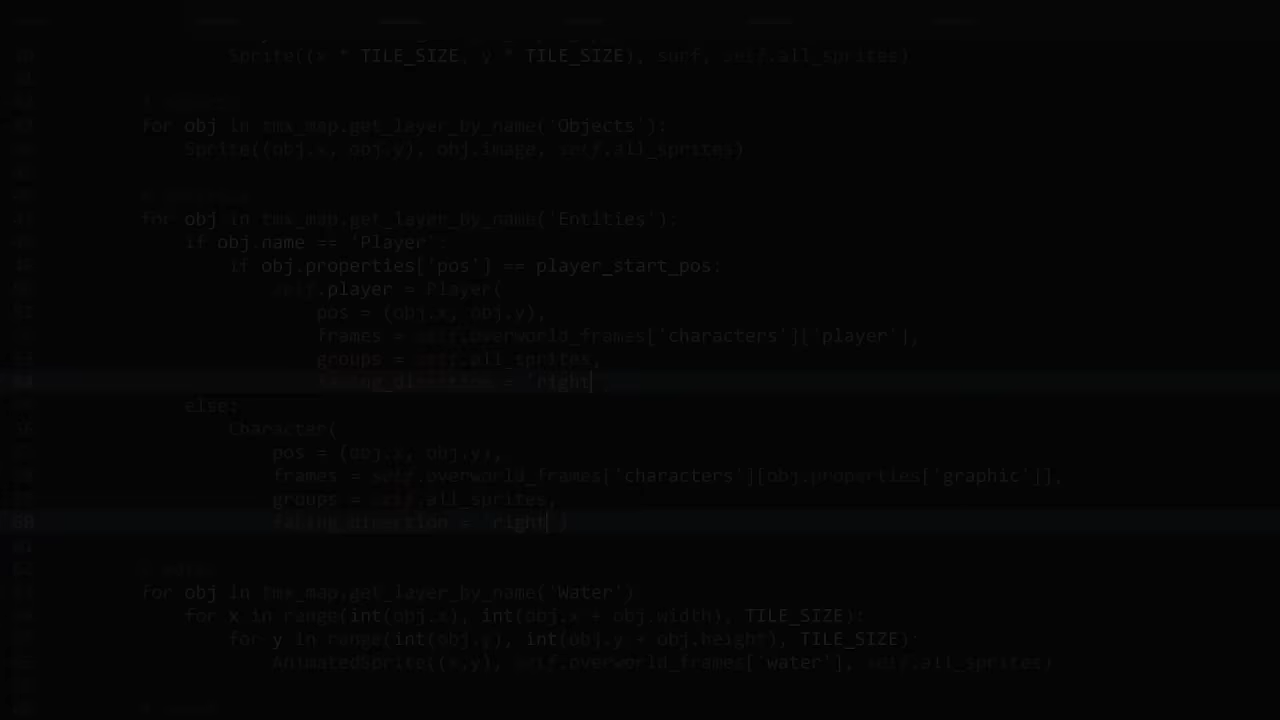 Sprite((x * TILE_SIZE, y * TILE_SIZE), surf, self.all_sprites)
for obj in tmx_map.get_layer_by_name('Objects'):
Sprite((obj.x, obj.y), obj.image, self.all_sprites)
for obj in tmx_map.get_layer_by_name('Entities'):
if obj.name == 'Player':
if obj.properties['pos'] == player_start_pos:
self.player = Player(
pos = (obj.x, obj.y),
frames = self.overworld_frames['characters']['player'],
groups = self.all_sprites,
facing_direction = 'right
else:
Character(
pos = (obj.x, obj.y),
frames = self.overworld_frames['characters'][obj.properties['graphic']],
groups = self.all_sprites,
facing_direction = 'right')
# water
for obj in tmx_map.get_layer_by_name('Water')
for x in range(int(obj.x), int(obj.x + obj.width), TILE_SIZE):
for y in range(int(obj.y), int(obj.y + obj.height), TILE_SIZE):
AnimatedSprite((x,y), self.overworld_frames['water'], self.all_sprites)